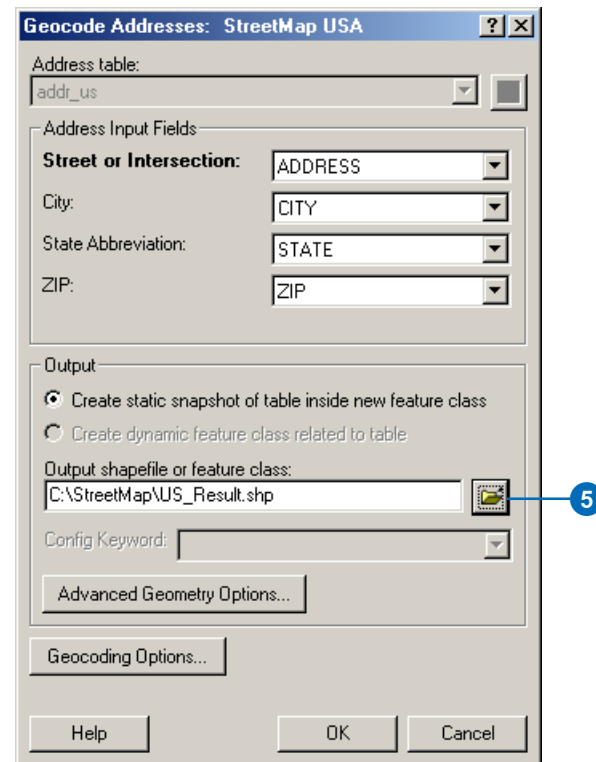 Geocode Addresses: StreetMap USA
Address table:
addr_us
Address Input Fields
Street or Intersection: ADDRESS
City: CITY
State Abbreviation: STATE
ZIP: ZIP
Output
Create static snapshot of table inside new feature class
Create dynamic feature class related to table
Output shapefile or feature class:
C:\StreetMap\US_Result.shp
5
Config Keyword:
Advanced Geometry Options...
Geocoding Options...
Help OK Cancel